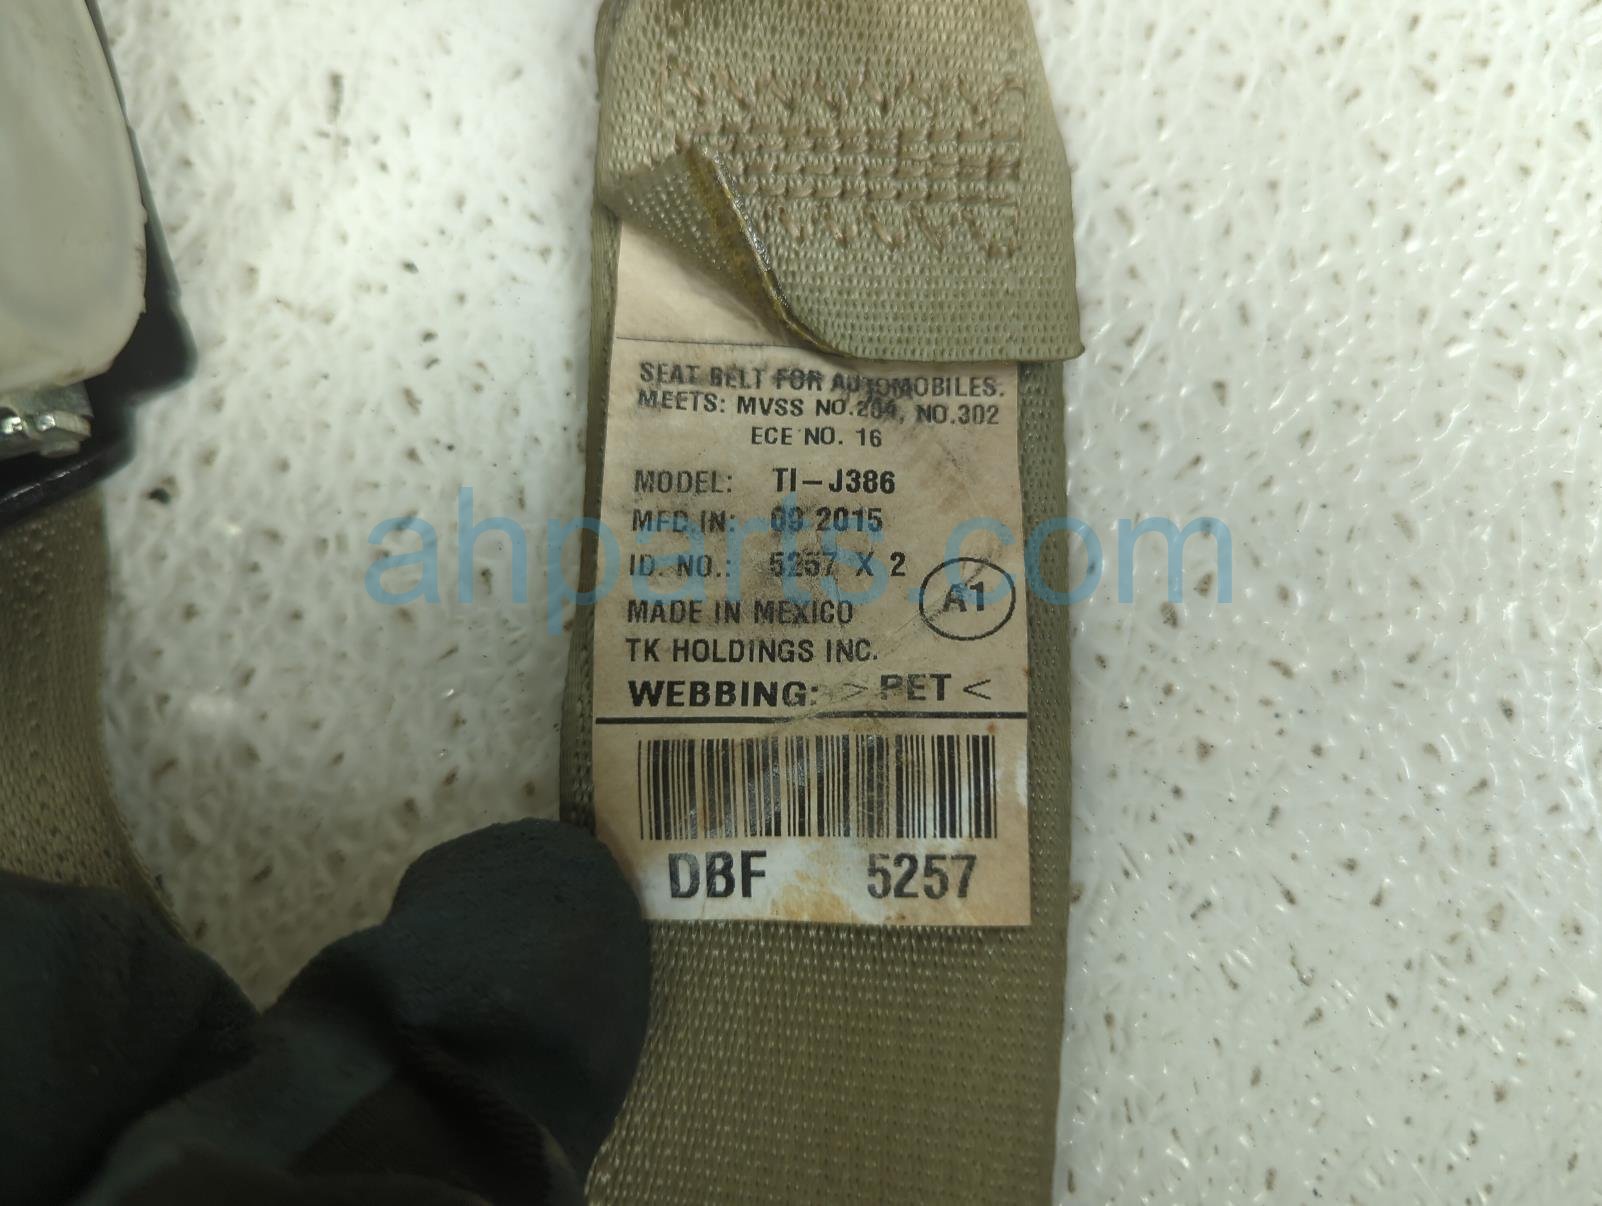 SEAT BELT FOR AUTOMOBILES.
MEETS: MVSS NO.209, NO.302
ECE NO. 16
MODEL: TI-J386
MFD.IN: 09 2015
ID. NO.: 5257 X 2
A1
MADE IN MEXICO
TK HOLDINGS INC.
WEBBING: >PET<
DBF 5257
ahparts.com